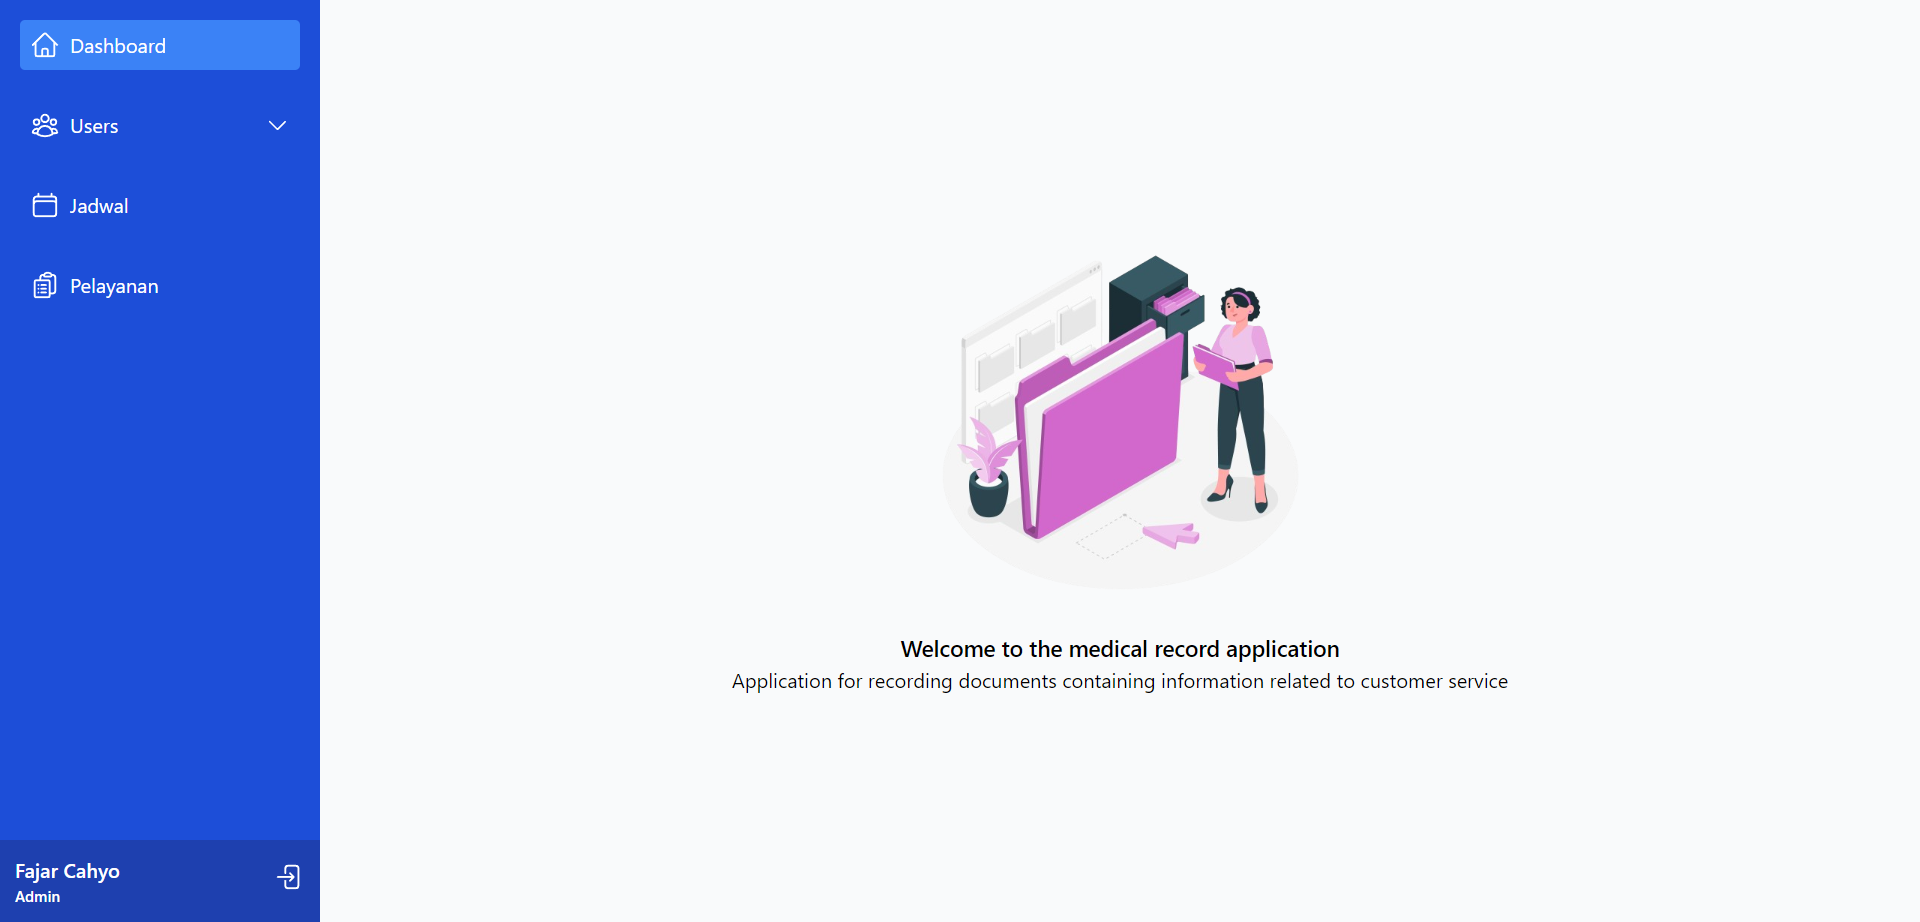 Dashboard
Users
Jadwal
Pelayanan
Fajar Cahyo
Admin
Welcome to the medical record application
Application for recording documents containing information related to customer service